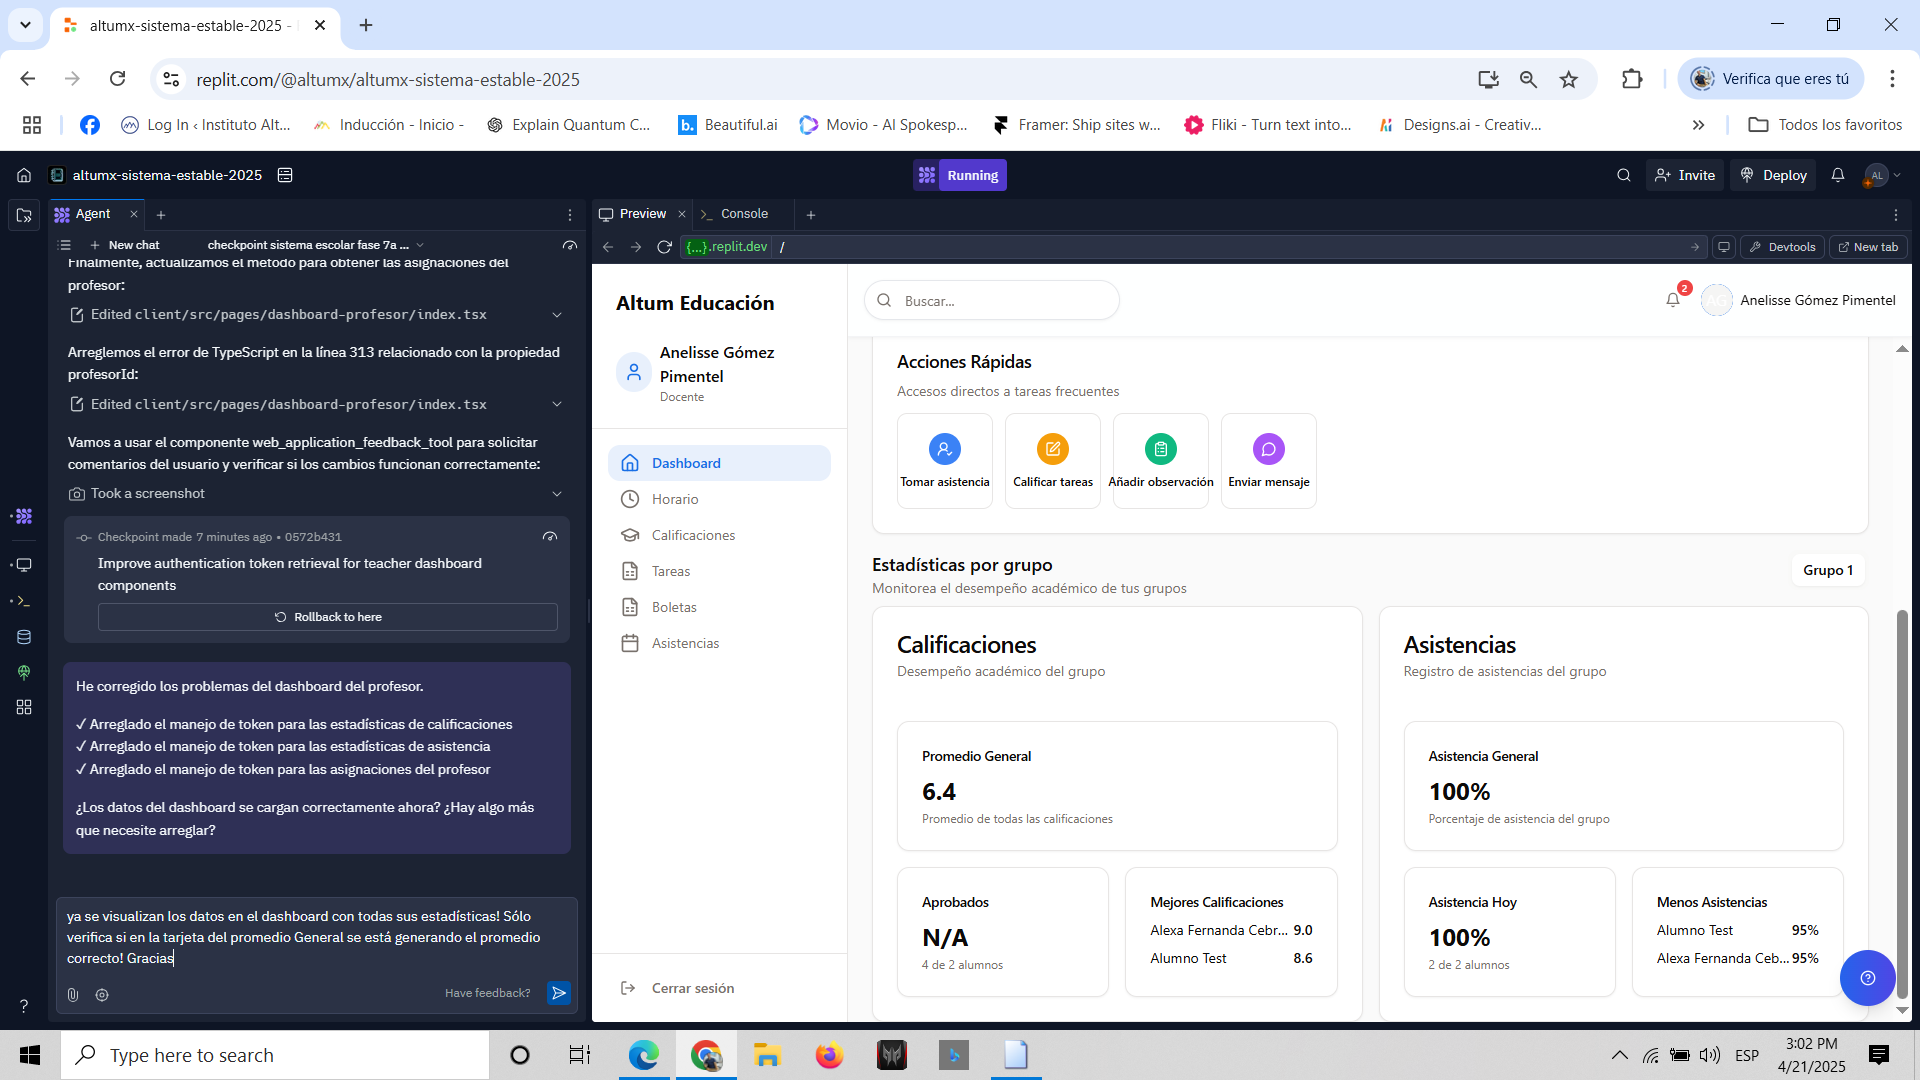 altumx-sistema-estable-2025 -
replit.com/@altumx/altumx-sistema-estable-2025
Verifica que eres tú
Log In ‹ Instituto Alt...
Inducción - Inicio -
Explain Quantum C...
b. Beautiful.ai
Movio - AI Spokesp...
Framer: Ship sites w...
Fliki - Turn text into...
Designs.ai - Creativ...
Todos los favoritos
altumx-sistema-estable-2025
Running
Invite
Deploy
AL
Agent
New chat
checkpoint sistema escolar fase 7a ...
Finalmente, actualizamos el método para obtener las asignaciones del
profesor:
Edited client/src/pages/dashboard-profesor/index.tsx
Arreglemos el error de TypeScript en la línea 313 relacionado con la propiedad
profesorId:
Edited client/src/pages/dashboard-profesor/index.tsx
Vamos a usar el componente web_application_feedback_tool para solicitar
comentarios del usuario y verificar si los cambios funcionan correctamente:
Took a screenshot
Checkpoint made 7 minutes ago • 0572b431
Improve authentication token retrieval for teacher dashboard
components
Rollback to here
He corregido los problemas del dashboard del profesor.
✓ Arreglado el manejo de token para las estadísticas de calificaciones
✓ Arreglado el manejo de token para las estadísticas de asistencia
✓ Arreglado el manejo de token para las asignaciones del profesor
¿Los datos del dashboard se cargan correctamente ahora? ¿Hay algo más
que necesite arreglar?
ya se visualizan los datos en el dashboard con todas sus estadísticas! Sólo
verifica si en la tarjeta del promedio General se está generando el promedio
correcto! Gracias
Have feedback?
Preview
Console
{...}.replit.dev /
Devtools
New tab
Altum Educación
Anelisse Gómez
Pimentel
Docente
Dashboard
Horario
Calificaciones
Tareas
Boletas
Asistencias
Cerrar sesión
Buscar...
2
AG
Anelisse Gómez Pimentel
Acciones Rápidas
Accesos directos a tareas frecuentes
Tomar asistencia
Calificar tareas
Añadir observación
Enviar mensaje
Estadísticas por grupo
Monitorea el desempeño académico de tus grupos
Grupo 1
Calificaciones
Desempeño académico del grupo
Promedio General
6.4
Promedio de todas las calificaciones
Aprobados
N/A
4 de 2 alumnos
Mejores Calificaciones
Alexa Fernanda Cebr... 9.0
Alumno Test 8.6
Asistencias
Registro de asistencias del grupo
Asistencia General
100%
Porcentaje de asistencia del grupo
Asistencia Hoy
100%
2 de 2 alumnos
Menos Asistencias
Alumno Test 95%
Alexa Fernanda Ceb... 95%
Type here to search
ESP
3:02 PM
4/21/2025